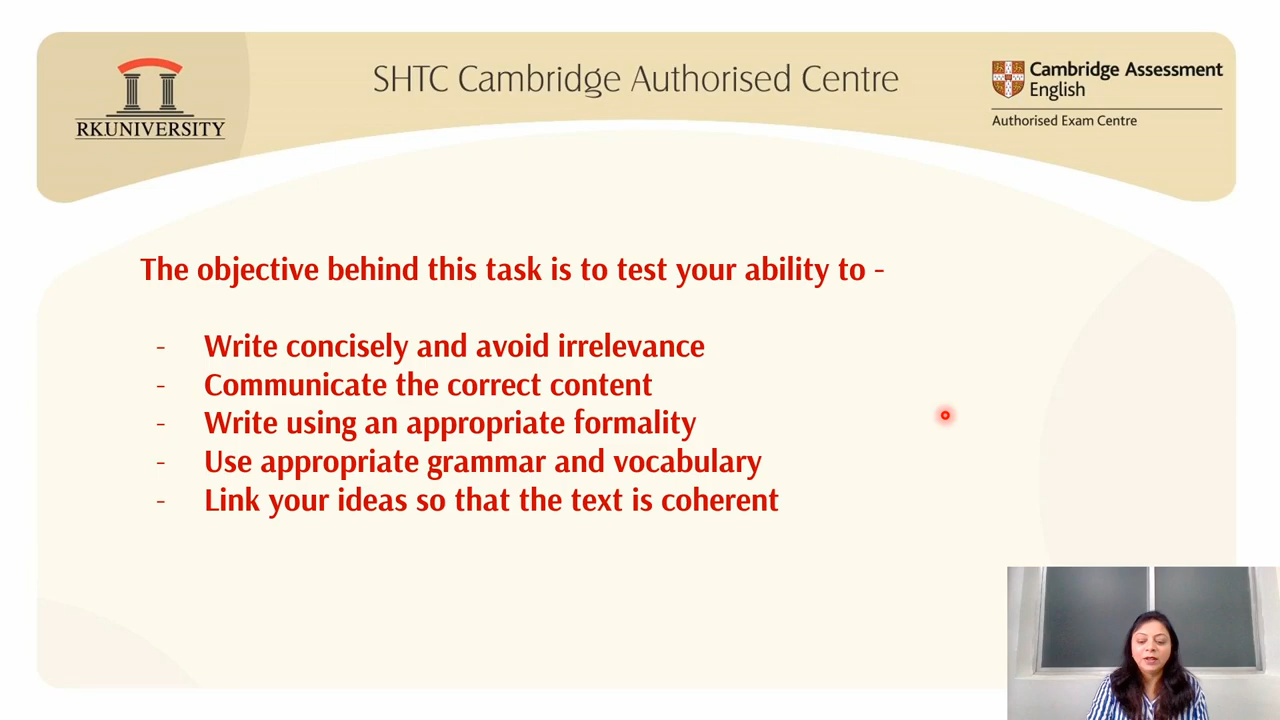 RKUNIVERSITY
SHTC Cambridge Authorised Centre
Cambridge Assessment
English
Authorised Exam Centre
The objective behind this task is to test your ability to -
- Write concisely and avoid irrelevance
- Communicate the correct content
- Write using an appropriate formality
- Use appropriate grammar and vocabulary
- Link your ideas so that the text is coherent